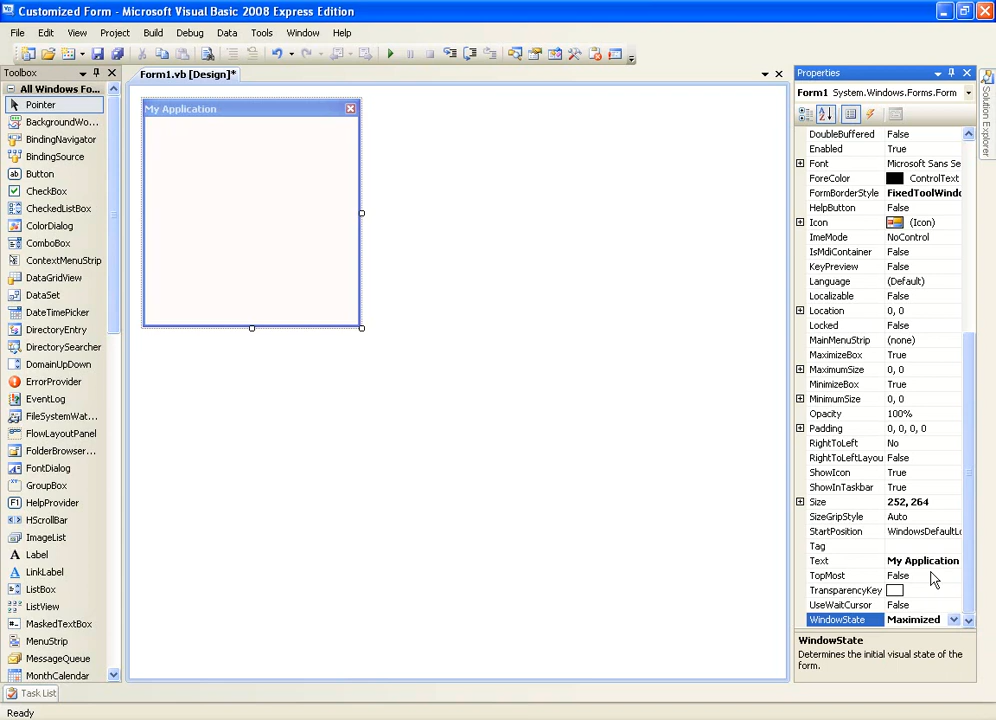 Customized Form - Microsoft Visual Basic 2008 Express Edition
File Edit View Project Build Debug Data Tools Window Help
Toolbox
Form1.vb [Design]*
Properties
All Windows Fo...
Pointer
BackgroundWo...
BindingNavigator
BindingSource
Button
CheckBox
CheckedListBox
ColorDialog
ComboBox
ContextMenuStrip
DataGridView
DataSet
DateTimePicker
DirectoryEntry
DirectorySearcher
DomainUpDown
ErrorProvider
EventLog
FileSystemWat...
FlowLayoutPanel
FolderBrowser...
FontDialog
GroupBox
HelpProvider
HScrollBar
ImageList
Label
LinkLabel
ListBox
ListView
MaskedTextBox
MenuStrip
MessageQueue
MonthCalendar
My Application
Form1 System.Windows.Forms.Form
DoubleBuffered False
Enabled True
Font Microsoft Sans Se
ForeColor ControlText
FormBorderStyle FixedToolWindo
HelpButton False
Icon (Icon)
ImeMode NoControl
IsMdiContainer False
KeyPreview False
Language (Default)
Localizable False
Location 0, 0
Locked False
MainMenuStrip (none)
MaximizeBox True
MaximumSize 0, 0
MinimizeBox True
MinimumSize 0, 0
Opacity 100%
Padding 0, 0, 0, 0
RightToLeft No
RightToLeftLayou False
ShowIcon True
ShowInTaskbar True
Size 252, 264
SizeGripStyle Auto
StartPosition WindowsDefaultLo
Tag
Text My Application
TopMost False
TransparencyKey
UseWaitCursor False
WindowState Maximized
WindowState
Determines the initial visual state of the
form.
Solution Explorer
Task List
Ready